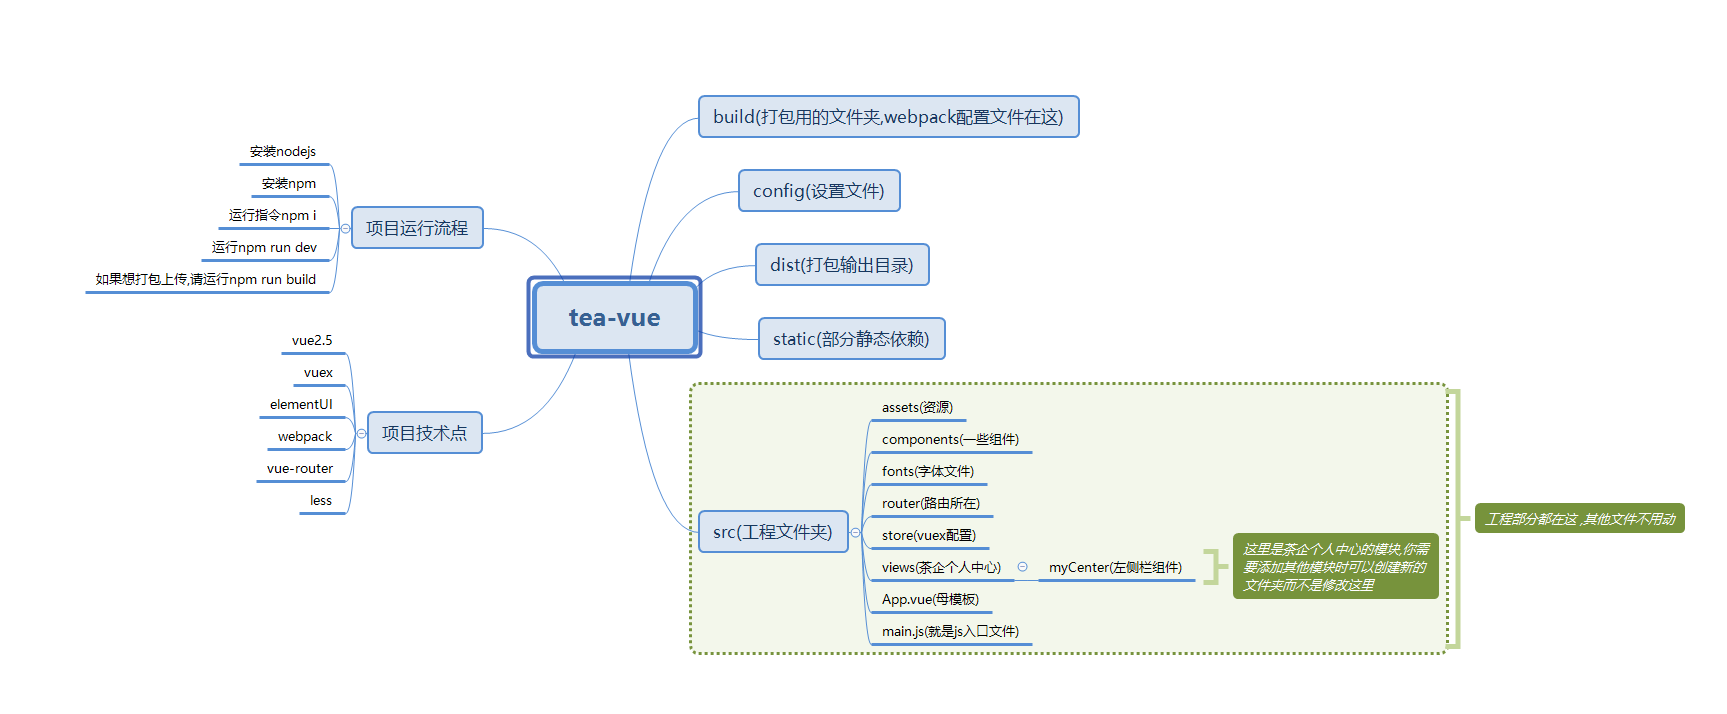 build(打包用的文件夹,webpack配置文件在这)
安装nodejs
安装npm
运行指令npm i
运行npm run dev
如果想打包上传,请运行npm run build
项目运行流程
config(设置文件)
dist(打包输出目录)
tea-vue
static(部分静态依赖)
vue2.5
vuex
elementUI
webpack
vue-router
less
项目技术点
src(工程文件夹)
assets(资源)
components(一些组件)
fonts(字体文件)
router(路由所在)
store(vuex配置)
views(茶企个人中心)
myCenter(左侧栏组件)
这里是茶企个人中心的模块,你需
要添加其他模块时可以创建新的
文件夹而不是修改这里
App.vue(母模板)
main.js(就是js入口文件)
工程部分都在这 ,其他文件不用动